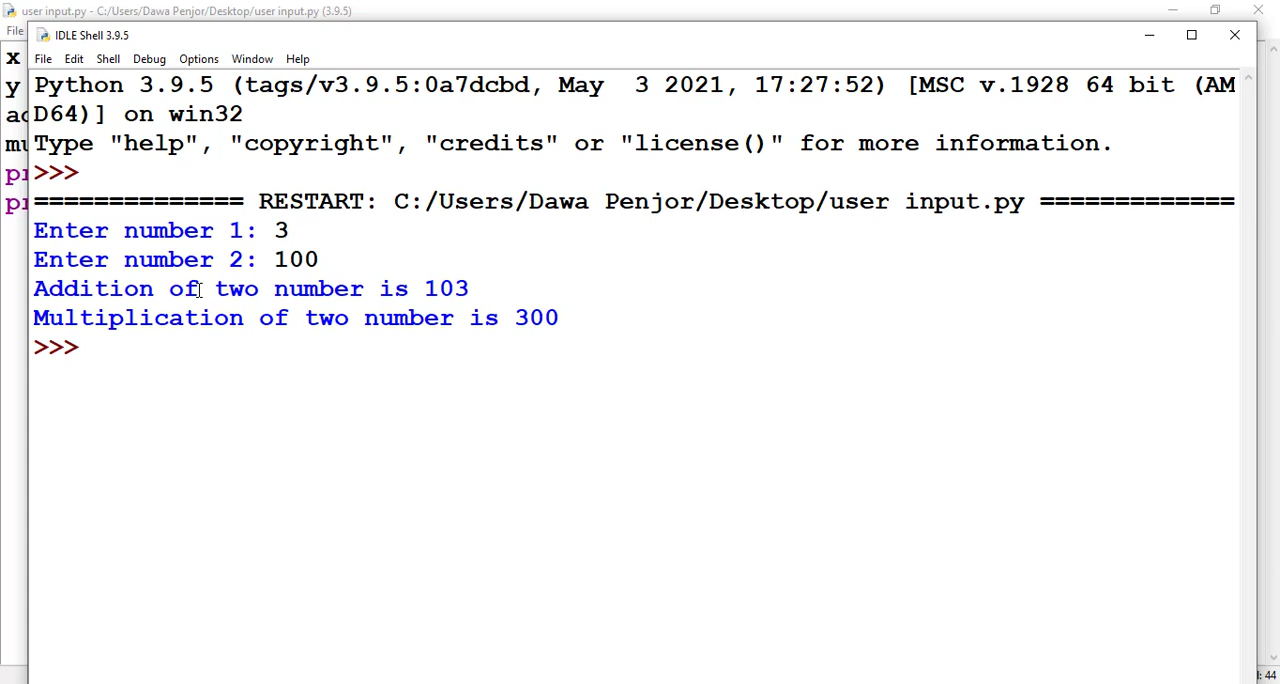 user input.py - C:/Users/Dawa Penjor/Desktop/user input.py (3.9.5)
File
IDLE Shell 3.9.5
File Edit Shell Debug Options Window Help
x
y
Python 3.9.5 (tags/v3.9.5:0a7dcbd, May  3 2021, 17:27:52) [MSC v.1928 64 bit (AM
D64)] on win32
Type "help", "copyright", "credits" or "license()" for more information.
>>>
============== RESTART: C:/Users/Dawa Penjor/Desktop/user input.py =============
Enter number 1: 3
Enter number 2: 100
Addition of two number is 103
Multiplication of two number is 300
>>>
44